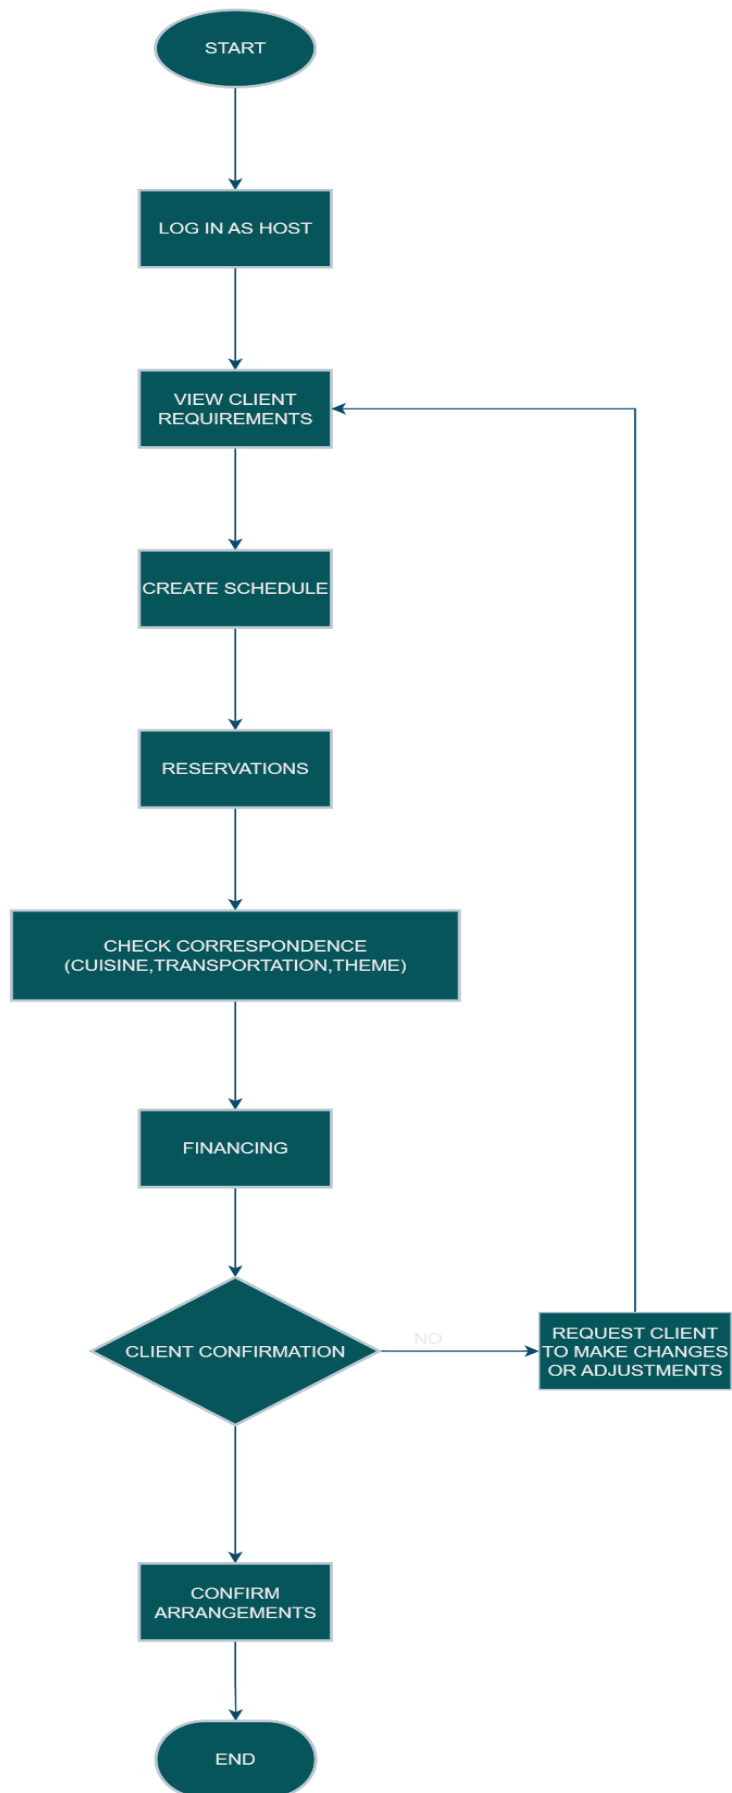 START
LOG IN AS HOST
VIEW CLIENT
REQUIREMENTS
CREATE SCHEDULE
RESERVATIONS
CHECK CORRESPONDENCE
(CUISINE,TRANSPORTATION,THEME)
FINANCING
CLIENT CONFIRMATION
NO
REQUEST CLIENT
TO MAKE CHANGES
OR ADJUSTMENTS
CONFIRM
ARRANGEMENTS
END